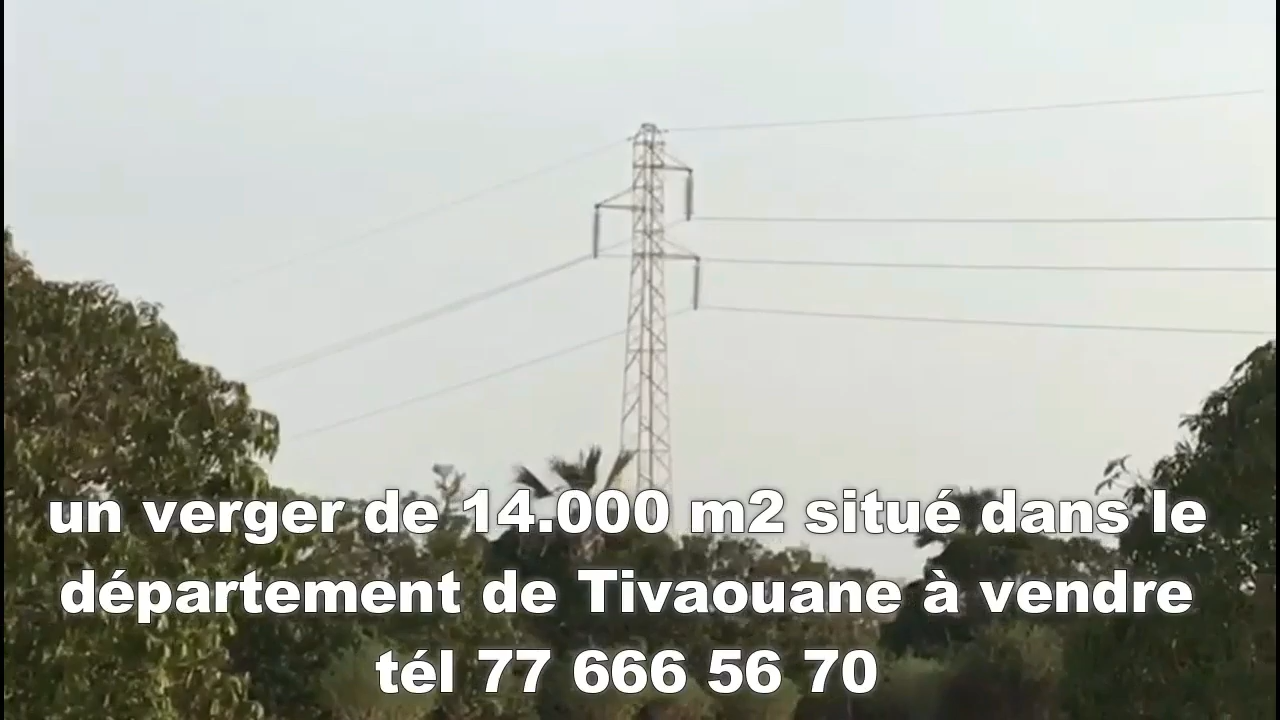 un verger de 14.000 m2 situé dans le
département de Tivaouane à vendre
tél 77 666 56 70